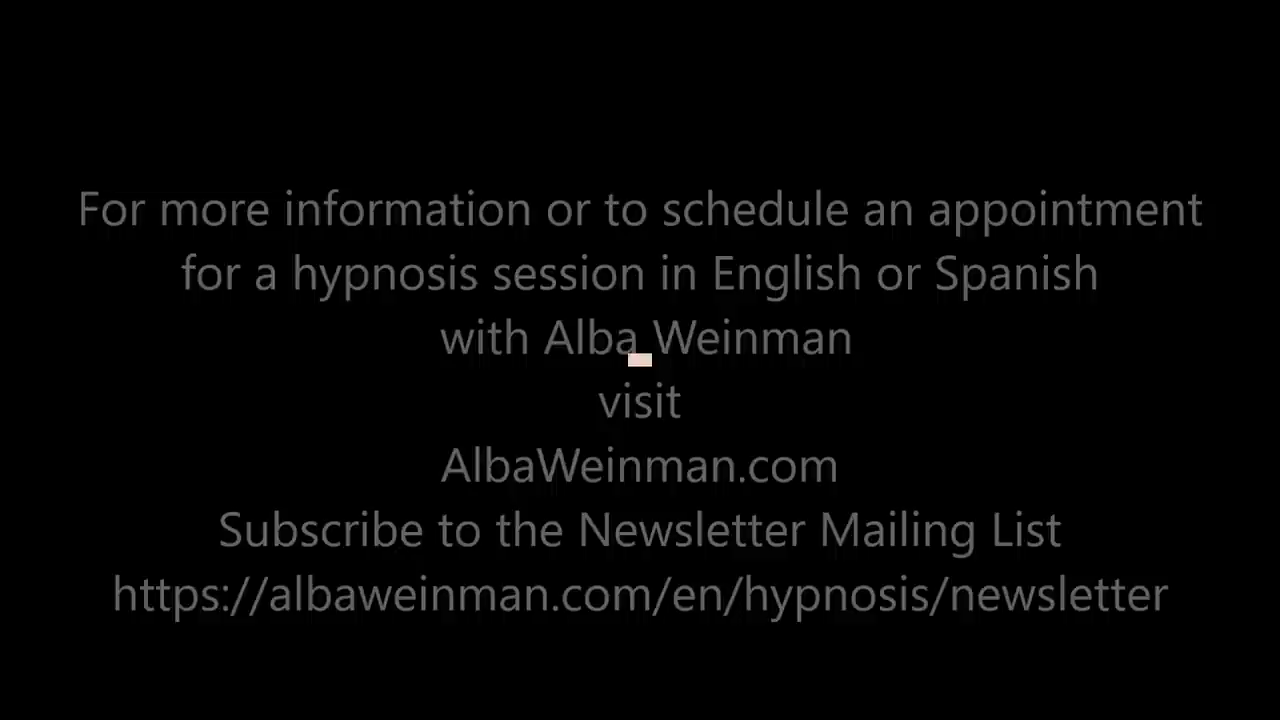 For more information or to schedule an appointment
for a hypnosis session in English or Spanish
with Alba Weinman
visit
AlbaWeinman.com
Subscribe to the Newsletter Mailing List
https://albaweinman.com/en/hypnosis/newsletter